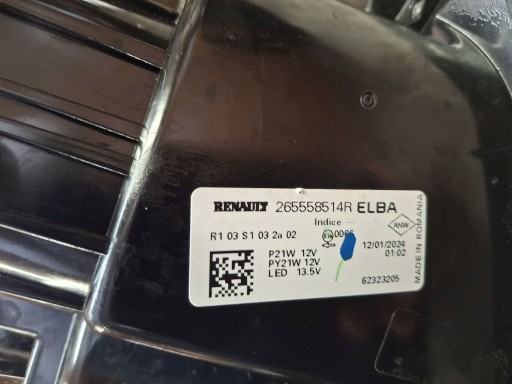 RENAULT 265558514R ELBA
Indice --
R1 03 S1 03 2a 02
ANW
P21W 12V
PY21W 12V
LED 13.5V
12/01/2024
01:02
62323205
MADE IN ROMANIA